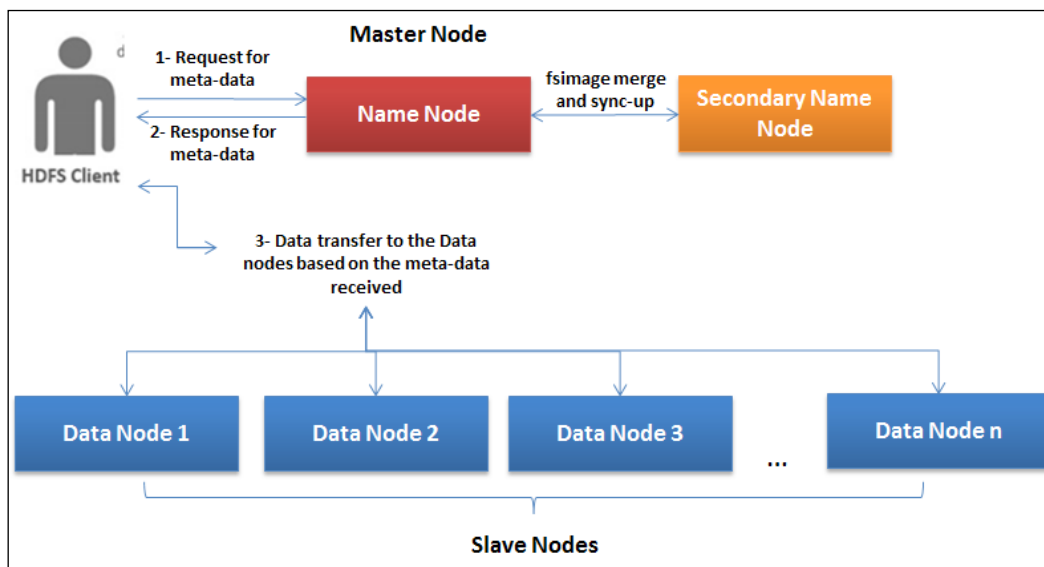 d
Master Node
1- Request for
meta-data
Name Node
fsimage merge
and sync-up
Secondary Name
Node
2- Response for
meta-data
HDFS Client
3- Data transfer to the Data
nodes based on the meta-data
received
Data Node 1
Data Node 2
Data Node 3
...
Data Node n
Slave Nodes